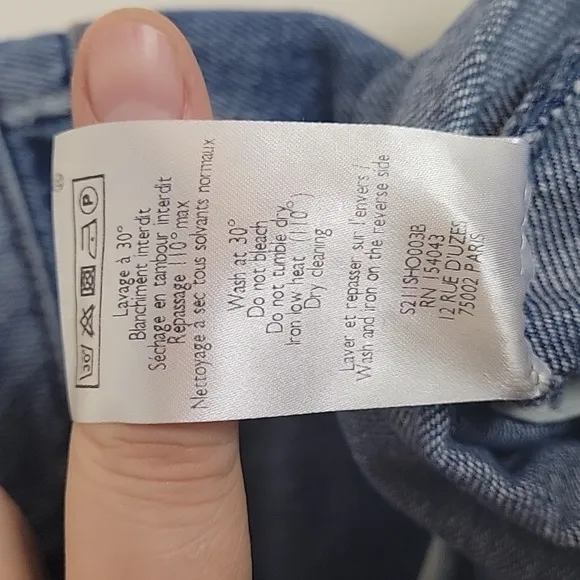 30°
P
Lavage à 30°
Blanchiment interdit
Séchage en tambour interdit
Repassage 110° max
Nettoyage à sec tous solvants normaux
Wash at 30°
Do not bleach
Do not tumble dry
Iron low heat (110°)
Dry cleaning
Laver et repasser sur l'envers /
Wash and iron on the reverse side
S211SHO003B
RN 154043
12 RUE D'UZES
75002 PARIS